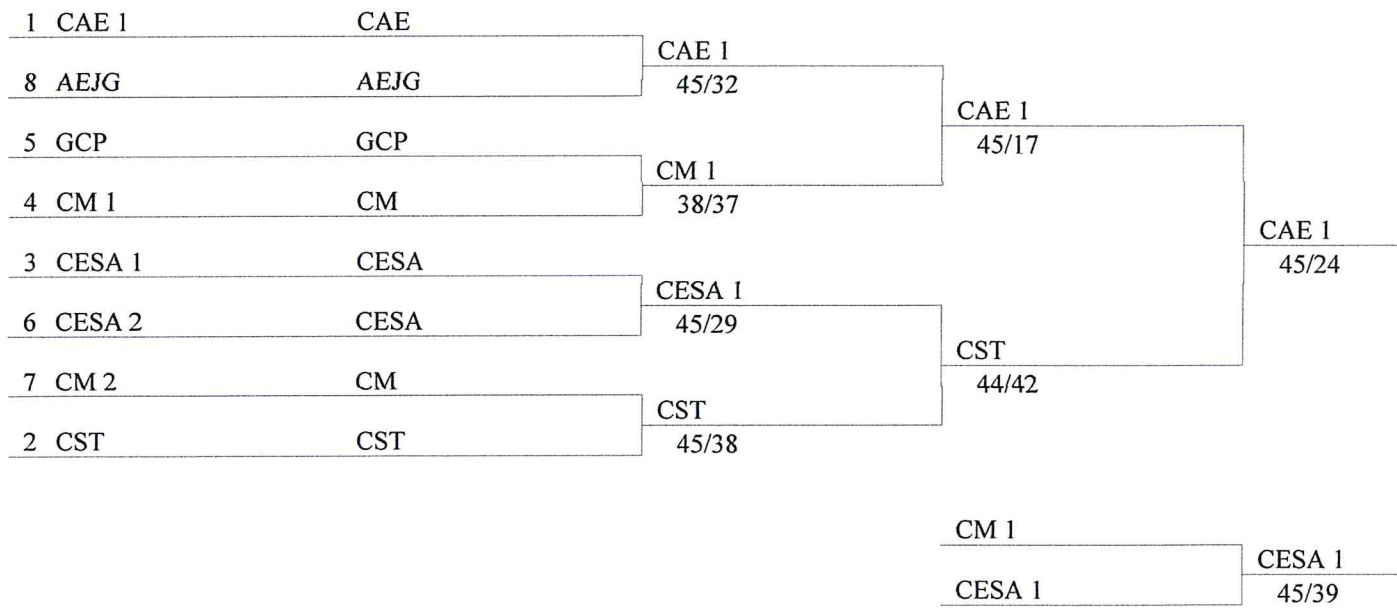 1 CAE 1 CAE
CAE 1
8 AEJG AEJG
45/32
CAE 1
5 GCP GCP
45/17
CM 1
4 CM 1 CM
38/37
CAE 1
3 CESA 1 CESA
45/24
CESA 1
6 CESA 2 CESA
45/29
CST
7 CM 2 CM
44/42
CST
2 CST CST
45/38
CM 1
CESA 1
CESA 1
45/39